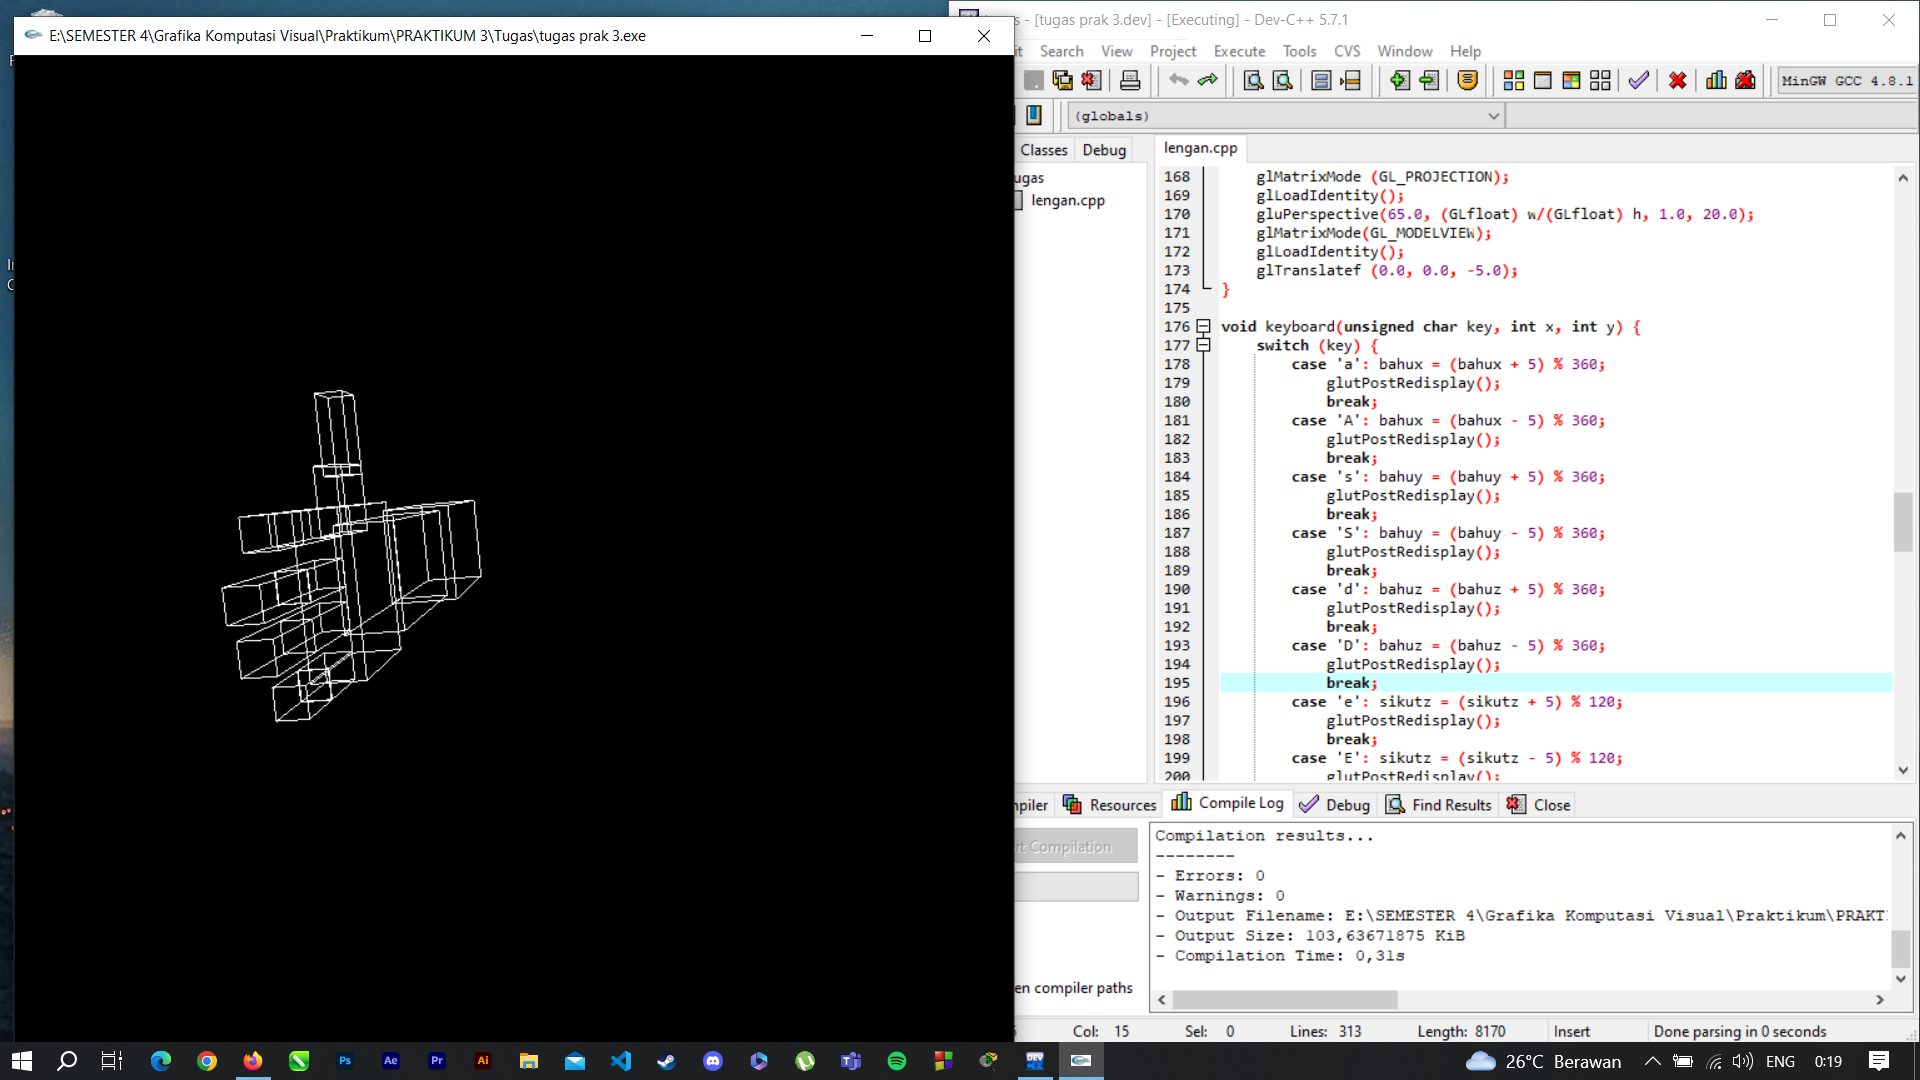 E:\SEMESTER 4\Grafika Komputasi Visual\Praktikum\PRAKTIKUM 3\Tugas\tugas prak 3.exe
- [tugas prak 3.dev] - [Executing] - Dev-C++ 5.7.1
Search View Project Execute Tools CVS Window Help
MinGW GCC 4.8.1
(globals)
Classes Debug
lengan.cpp
ugas
lengan.cpp
168 glMatrixMode (GL_PROJECTION);
169 glLoadIdentity();
170 gluPerspective(65.0, (GLfloat) w/(GLfloat) h, 1.0, 20.0);
171 glMatrixMode(GL_MODELVIEW);
172 glLoadIdentity();
173 glTranslatef (0.0, 0.0, -5.0);
174 }
175
176 void keyboard(unsigned char key, int x, int y) {
177 switch (key) {
178 case 'a': bahux = (bahux + 5) % 360;
179 glutPostRedisplay();
180 break;
181 case 'A': bahux = (bahux - 5) % 360;
182 glutPostRedisplay();
183 break;
184 case 's': bahuy = (bahuy + 5) % 360;
185 glutPostRedisplay();
186 break;
187 case 'S': bahuy = (bahuy - 5) % 360;
188 glutPostRedisplay();
189 break;
190 case 'd': bahuz = (bahuz + 5) % 360;
191 glutPostRedisplay();
192 break;
193 case 'D': bahuz = (bahuz - 5) % 360;
194 glutPostRedisplay();
195 break;
196 case 'e': sikutz = (sikutz + 5) % 120;
197 glutPostRedisplay();
198 break;
199 case 'E': sikutz = (sikutz - 5) % 120;
200 glutPostRedisplay();
mpiler Resources Compile Log Debug Find Results Close
rt Compilation
en compiler paths
Compilation results...
--------
- Errors: 0
- Warnings: 0
- Output Filename: E:\SEMESTER 4\Grafika Komputasi Visual\Praktikum\PRAKT
- Output Size: 103,63671875 KiB
- Compilation Time: 0,31s
Col: 15 Sel: 0 Lines: 313 Length: 8170 Insert Done parsing in 0 seconds
Ps Ae Pr Ai DEV
26°C Berawan ENG 0:19